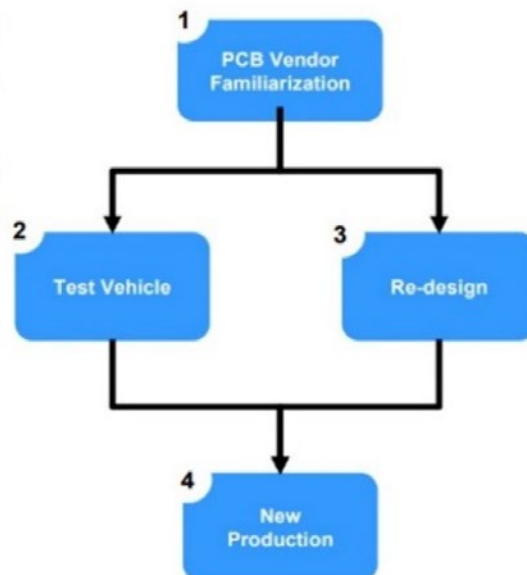 1
PCB Vendor
Familiarization
2
Test Vehicle
3
Re-design
4
New
Production